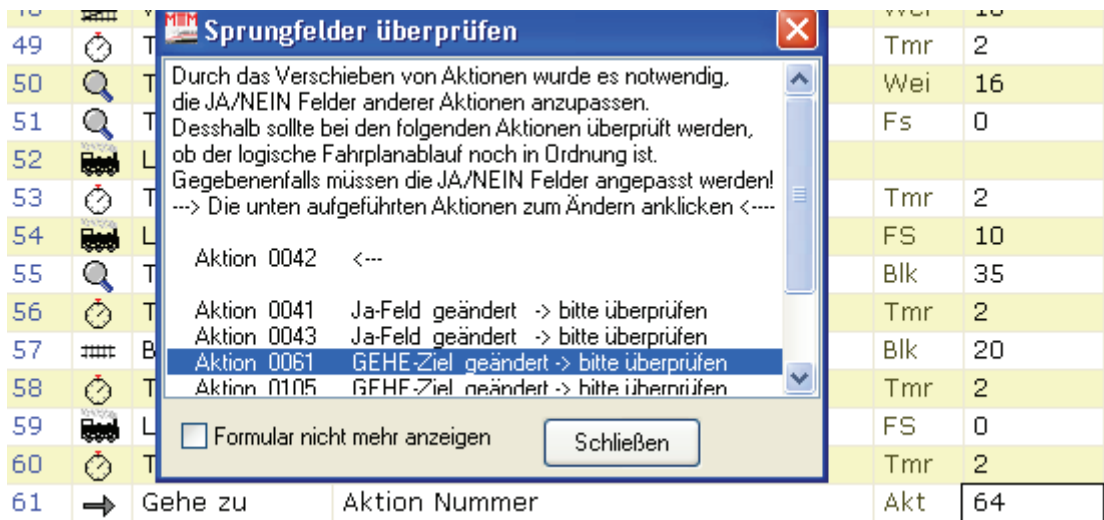 Sprungfelder überprüfen
49 T Tmr 2
50 T Wei 16
51 T Fs 0
52 L
53 T Tmr 2
54 L FS 10
55 T Blk 35
56 T Tmr 2
57 B Blk 20
58 T Tmr 2
59 L FS 0
60 T Tmr 2
61 Gehe zu Aktion Nummer Akt 64
Durch das Verschieben von Aktionen wurde es notwendig,
die JA/NEIN Felder anderer Aktionen anzupassen.
Desshalb sollte bei den folgenden Aktionen überprüft werden,
ob der logische Fahrplanablauf noch in Ordnung ist.
Gegebenenfalls müssen die JA/NEIN Felder angepasst werden!
---> Die unten aufgeführten Aktionen zum Ändern anklicken <----
Aktion 0042 <---
Aktion 0041 Ja-Feld geändert -> bitte überprüfen
Aktion 0043 Ja-Feld geändert -> bitte überprüfen
Aktion 0061 GEHE-Ziel geändert -> bitte überprüfen
Aktion 0105 GEHE-Ziel geändert -> bitte überprüfen
Formular nicht mehr anzeigen
Schließen